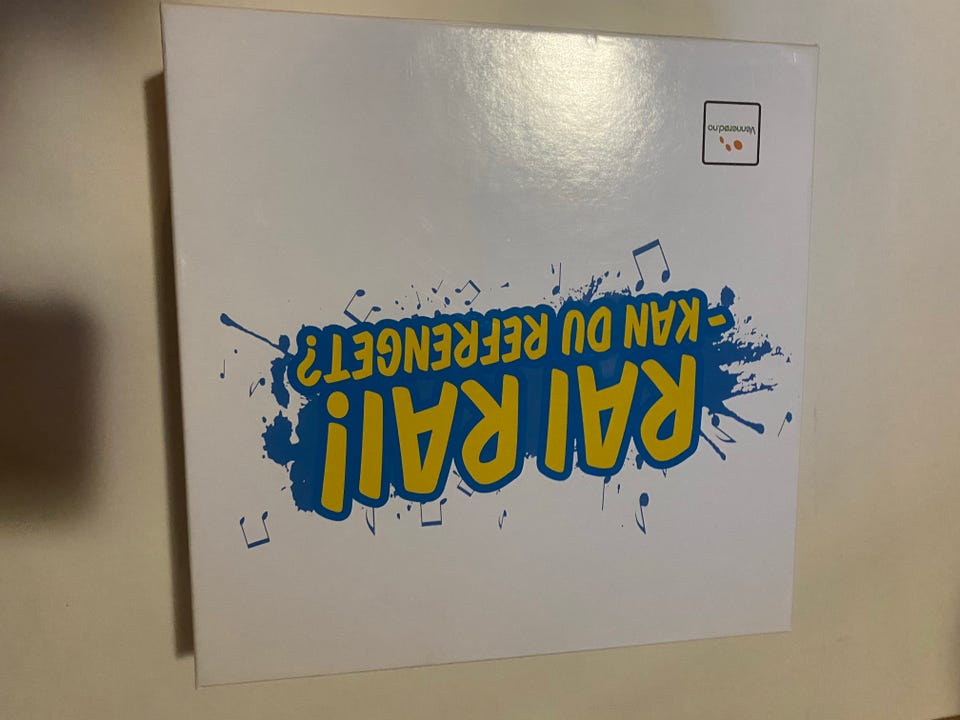 RAI RAI!
- KAN DU REFRENGET?
Vennerød.no